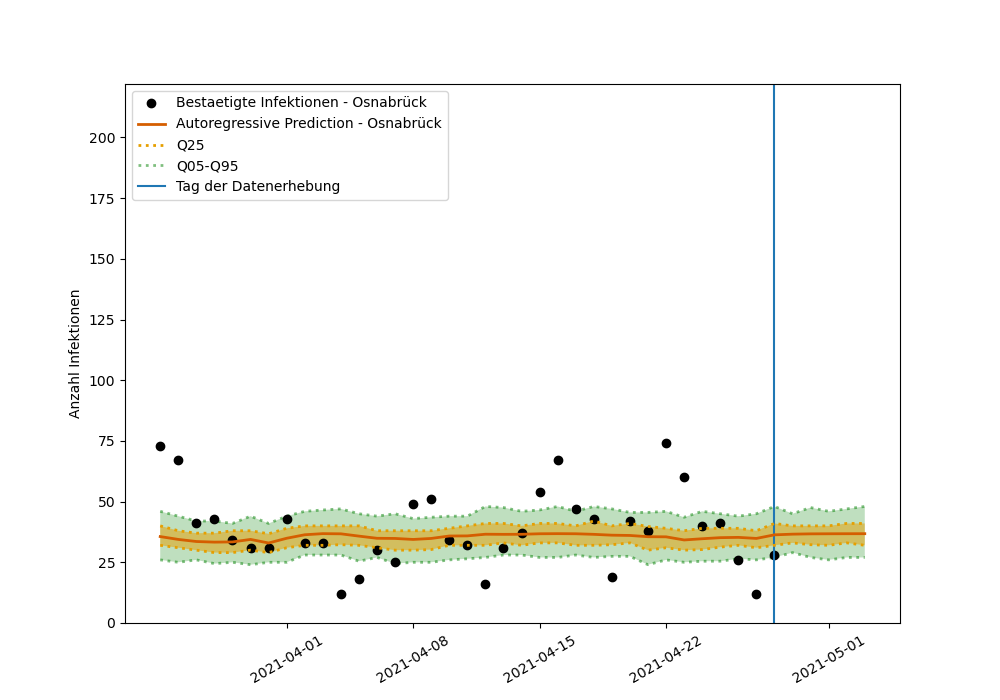 Bestaetigte Infektionen - Osnabrück
Autoregressive Prediction - Osnabrück
Q25
Q05-Q95
Tag der Datenerhebung
Anzahl Infektionen
200
175
150
125
100
75
50
25
0
2021-04-01
2021-04-08
2021-04-15
2021-04-22
2021-05-01